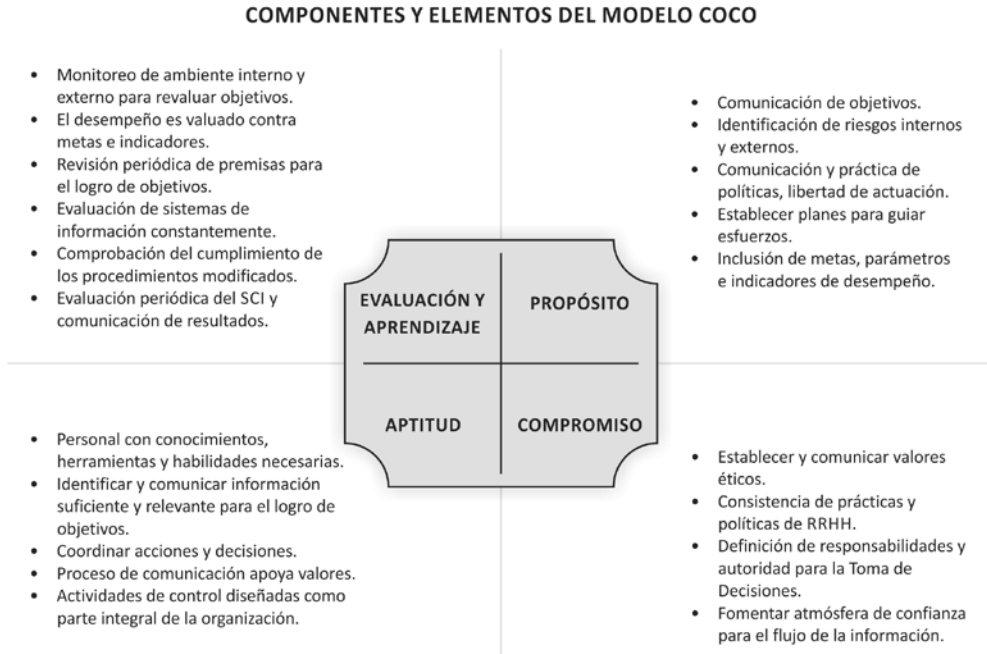 COMPONENTES Y ELEMENTOS DEL MODELO COCO
• Monitoreo de ambiente interno y
externo para revaluar objetivos.
• El desempeño es valuado contra
metas e indicadores.
• Revisión periódica de premisas para
el logro de objetivos.
• Evaluación de sistemas de
información constantemente.
• Comprobación del cumplimiento de
los procedimientos modificados.
• Evaluación periódica del SCI y
comunicación de resultados.
• Comunicación de objetivos.
• Identificación de riesgos internos
y externos.
• Comunicación y práctica de
políticas, libertad de actuación.
• Establecer planes para guiar
esfuerzos.
• Inclusión de metas, parámetros
e indicadores de desempeño.
EVALUACIÓN Y
APRENDIZAJE
PROPÓSITO
APTITUD
COMPROMISO
• Personal con conocimientos,
herramientas y habilidades necesarias.
• Identificar y comunicar información
suficiente y relevante para el logro de
objetivos.
• Coordinar acciones y decisiones.
• Proceso de comunicación apoya valores.
• Actividades de control diseñadas como
parte integral de la organización.
• Establecer y comunicar valores
éticos.
• Consistencia de prácticas y
políticas de RRHH.
• Definición de responsabilidades y
autoridad para la Toma de
Decisiones.
• Fomentar atmósfera de confianza
para el flujo de la información.